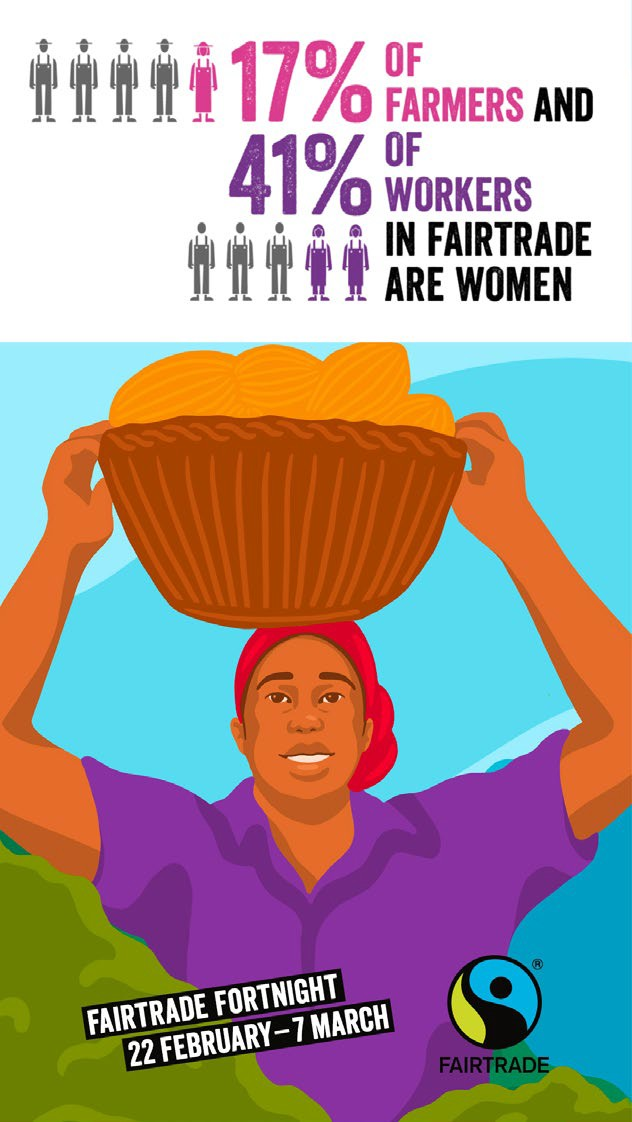 17% OF
FARMERS AND
41% OF
WORKERS
IN FAIRTRADE
ARE WOMEN
FAIRTRADE FORTNIGHT
22 FEBRUARY–7 MARCH
®
FAIRTRADE